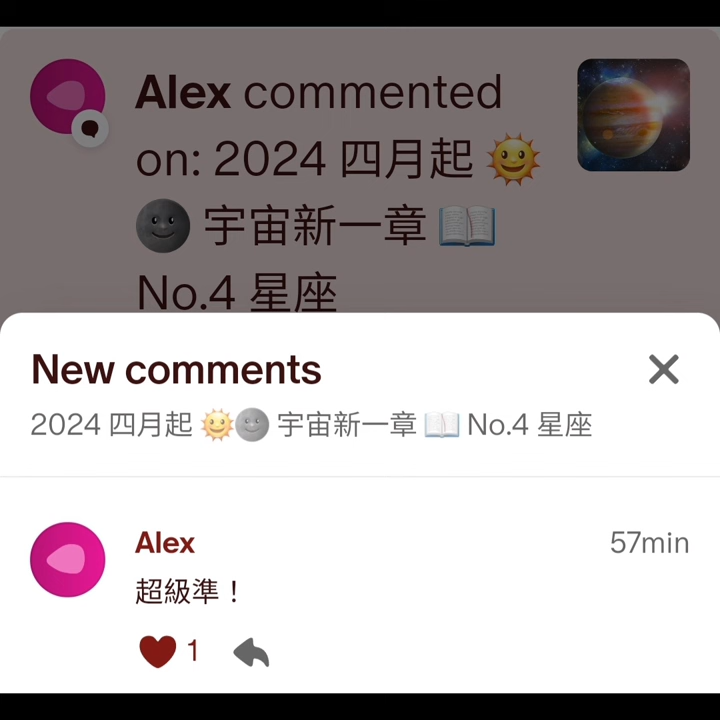 Alex commented
on: 2024 四月起 🌞
🌚 宇宙新一章 📖
No.4 星座
New comments
2024 四月起 🌞🌚 宇宙新一章 📖 No.4 星座
Alex 57min
超級準！
1